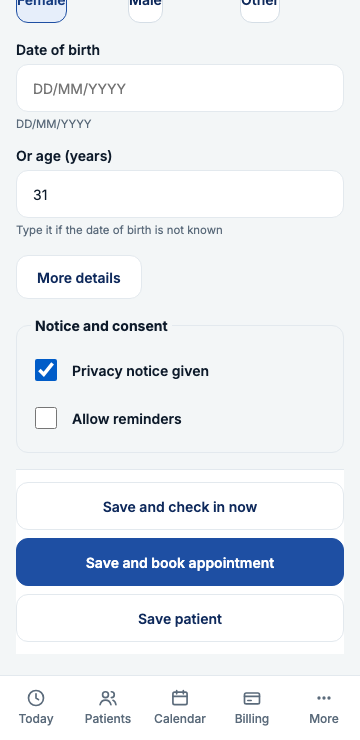 Female Male Other
Date of birth
DD/MM/YYYY
DD/MM/YYYY
Or age (years)
31
Type it if the date of birth is not known
More details
Notice and consent
Privacy notice given
Allow reminders
Save and check in now
Save and book appointment
Save patient
Today Patients Calendar Billing More